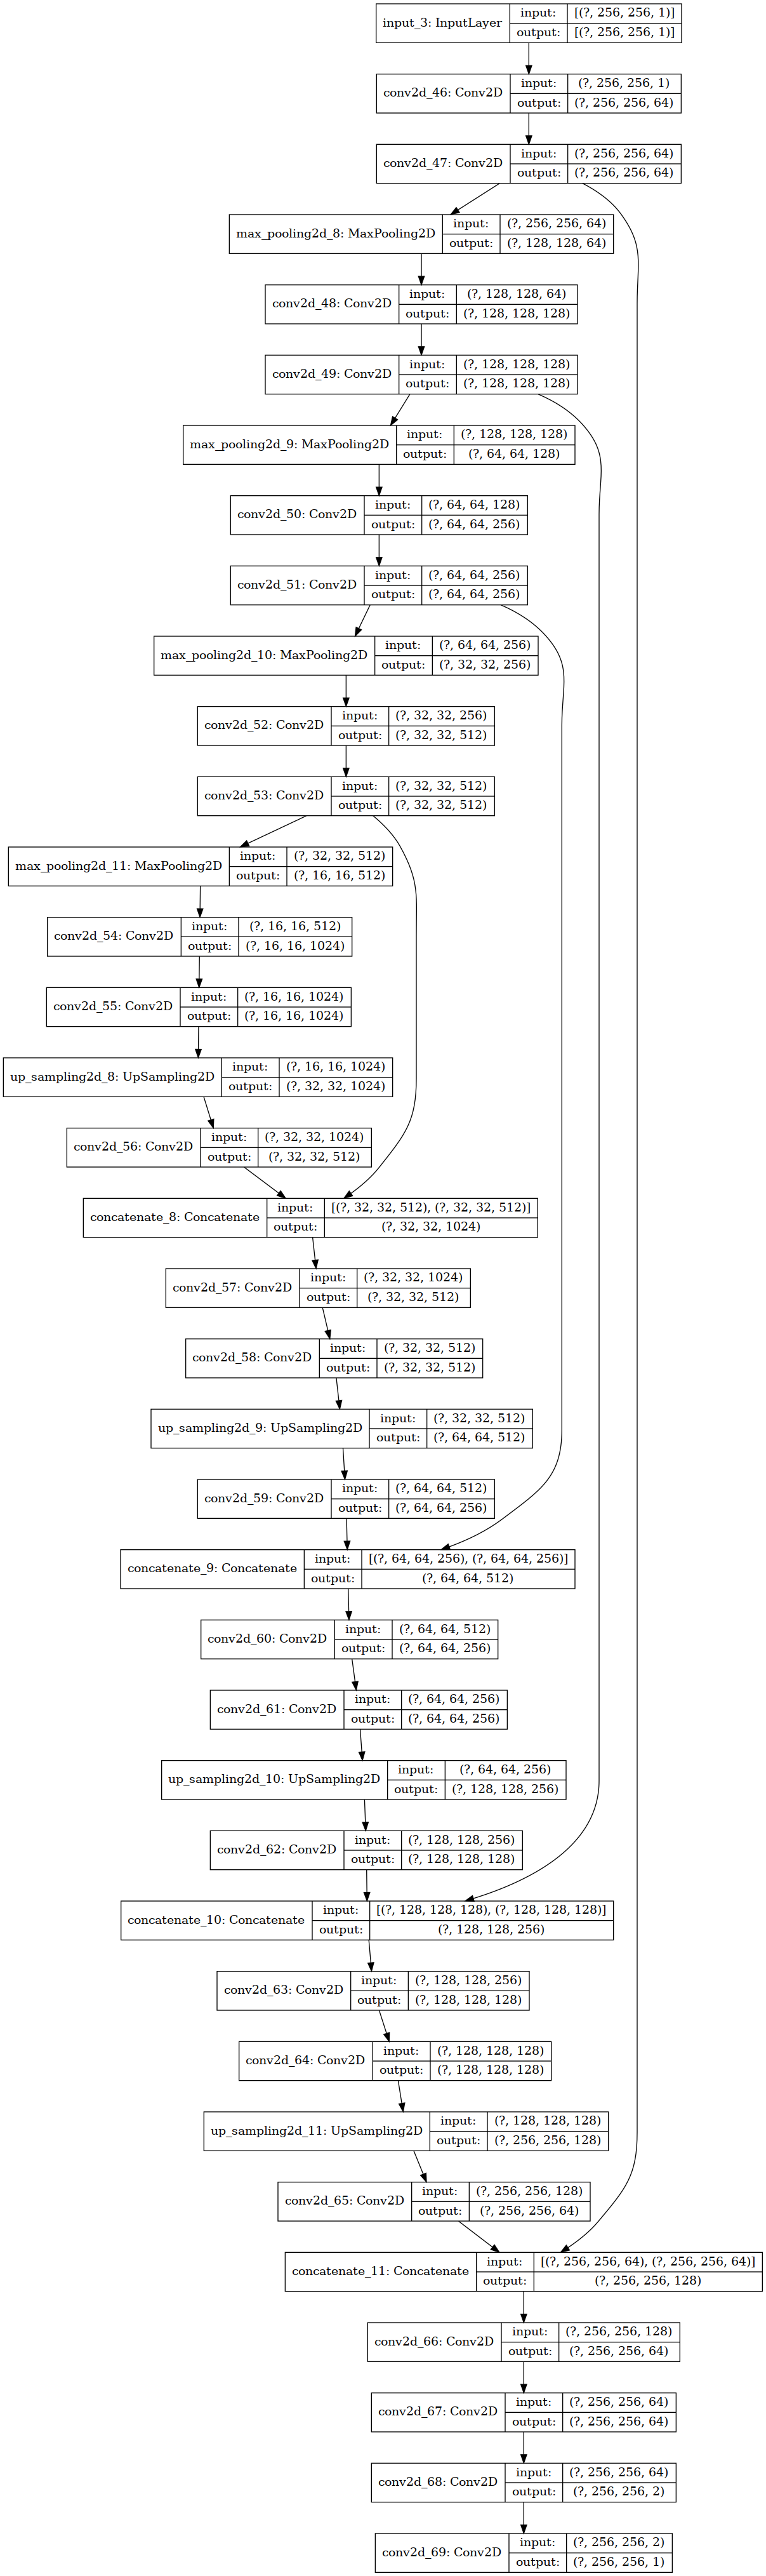 input_3: InputLayer
input: [(?, 256, 256, 1)]
output: [(?, 256, 256, 1)]
conv2d_46: Conv2D
input: (?, 256, 256, 1)
output: (?, 256, 256, 64)
conv2d_47: Conv2D
input: (?, 256, 256, 64)
output: (?, 256, 256, 64)
max_pooling2d_8: MaxPooling2D
input: (?, 256, 256, 64)
output: (?, 128, 128, 64)
conv2d_48: Conv2D
input: (?, 128, 128, 64)
output: (?, 128, 128, 128)
conv2d_49: Conv2D
input: (?, 128, 128, 128)
output: (?, 128, 128, 128)
max_pooling2d_9: MaxPooling2D
input: (?, 128, 128, 128)
output: (?, 64, 64, 128)
conv2d_50: Conv2D
input: (?, 64, 64, 128)
output: (?, 64, 64, 256)
conv2d_51: Conv2D
input: (?, 64, 64, 256)
output: (?, 64, 64, 256)
max_pooling2d_10: MaxPooling2D
input: (?, 64, 64, 256)
output: (?, 32, 32, 256)
conv2d_52: Conv2D
input: (?, 32, 32, 256)
output: (?, 32, 32, 512)
conv2d_53: Conv2D
input: (?, 32, 32, 512)
output: (?, 32, 32, 512)
max_pooling2d_11: MaxPooling2D
input: (?, 32, 32, 512)
output: (?, 16, 16, 512)
conv2d_54: Conv2D
input: (?, 16, 16, 512)
output: (?, 16, 16, 1024)
conv2d_55: Conv2D
input: (?, 16, 16, 1024)
output: (?, 16, 16, 1024)
up_sampling2d_8: UpSampling2D
input: (?, 16, 16, 1024)
output: (?, 32, 32, 1024)
conv2d_56: Conv2D
input: (?, 32, 32, 1024)
output: (?, 32, 32, 512)
concatenate_8: Concatenate
input: [(?, 32, 32, 512), (?, 32, 32, 512)]
output: (?, 32, 32, 1024)
conv2d_57: Conv2D
input: (?, 32, 32, 1024)
output: (?, 32, 32, 512)
conv2d_58: Conv2D
input: (?, 32, 32, 512)
output: (?, 32, 32, 512)
up_sampling2d_9: UpSampling2D
input: (?, 32, 32, 512)
output: (?, 64, 64, 512)
conv2d_59: Conv2D
input: (?, 64, 64, 512)
output: (?, 64, 64, 256)
concatenate_9: Concatenate
input: [(?, 64, 64, 256), (?, 64, 64, 256)]
output: (?, 64, 64, 512)
conv2d_60: Conv2D
input: (?, 64, 64, 512)
output: (?, 64, 64, 256)
conv2d_61: Conv2D
input: (?, 64, 64, 256)
output: (?, 64, 64, 256)
up_sampling2d_10: UpSampling2D
input: (?, 64, 64, 256)
output: (?, 128, 128, 256)
conv2d_62: Conv2D
input: (?, 128, 128, 256)
output: (?, 128, 128, 128)
concatenate_10: Concatenate
input: [(?, 128, 128, 128), (?, 128, 128, 128)]
output: (?, 128, 128, 256)
conv2d_63: Conv2D
input: (?, 128, 128, 256)
output: (?, 128, 128, 128)
conv2d_64: Conv2D
input: (?, 128, 128, 128)
output: (?, 128, 128, 128)
up_sampling2d_11: UpSampling2D
input: (?, 128, 128, 128)
output: (?, 256, 256, 128)
conv2d_65: Conv2D
input: (?, 256, 256, 128)
output: (?, 256, 256, 64)
concatenate_11: Concatenate
input: [(?, 256, 256, 64), (?, 256, 256, 64)]
output: (?, 256, 256, 128)
conv2d_66: Conv2D
input: (?, 256, 256, 128)
output: (?, 256, 256, 64)
conv2d_67: Conv2D
input: (?, 256, 256, 64)
output: (?, 256, 256, 64)
conv2d_68: Conv2D
input: (?, 256, 256, 64)
output: (?, 256, 256, 2)
conv2d_69: Conv2D
input: (?, 256, 256, 2)
output: (?, 256, 256, 1)